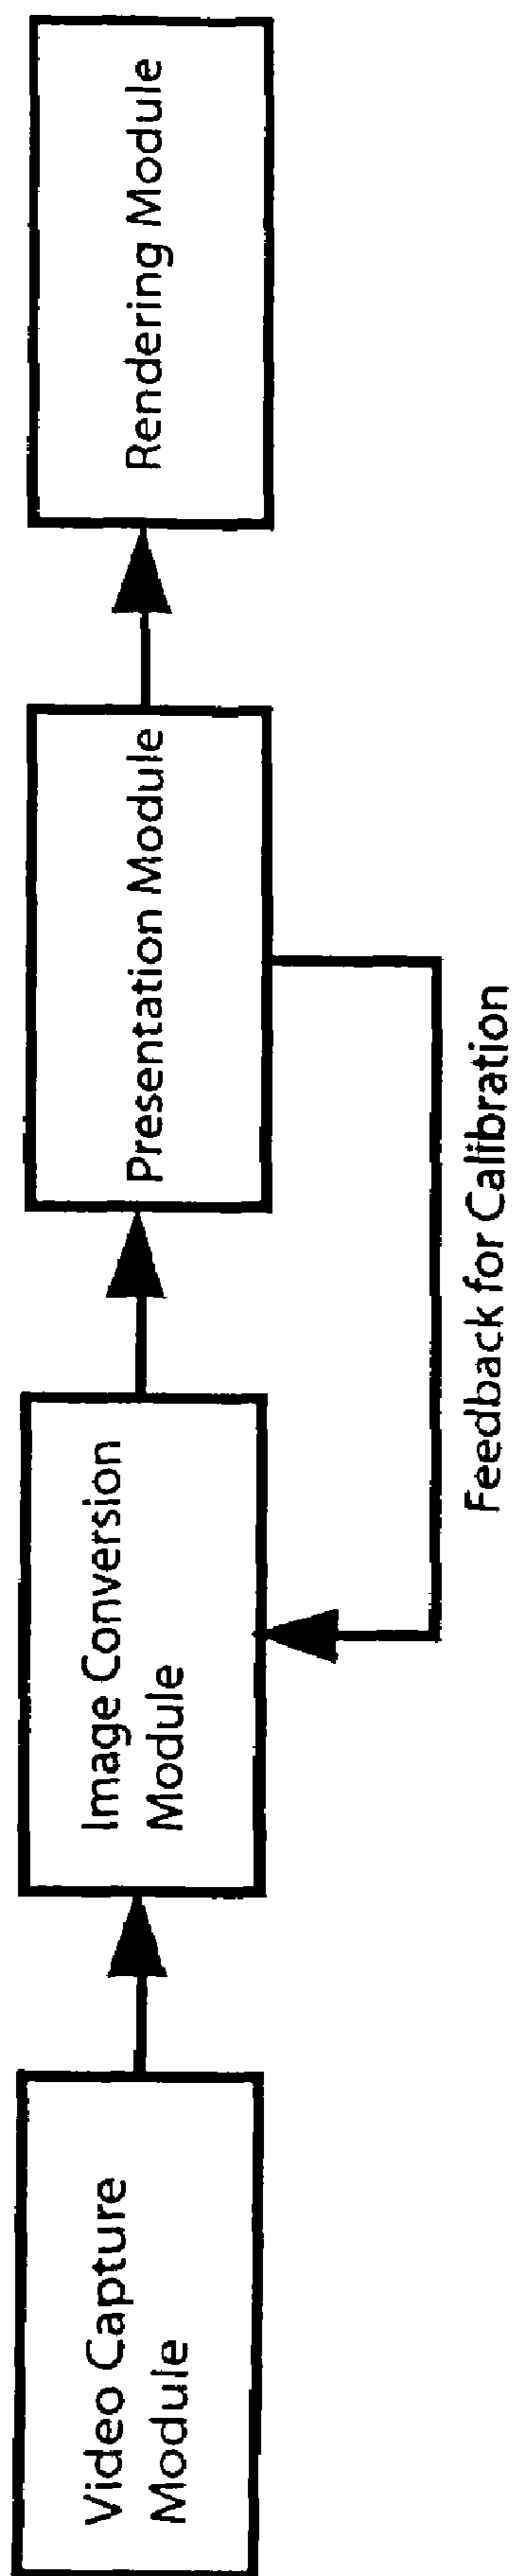 Video Capture
Module
Image Conversion
Module
Presentation Module
Rendering Module
Feedback for Calibration